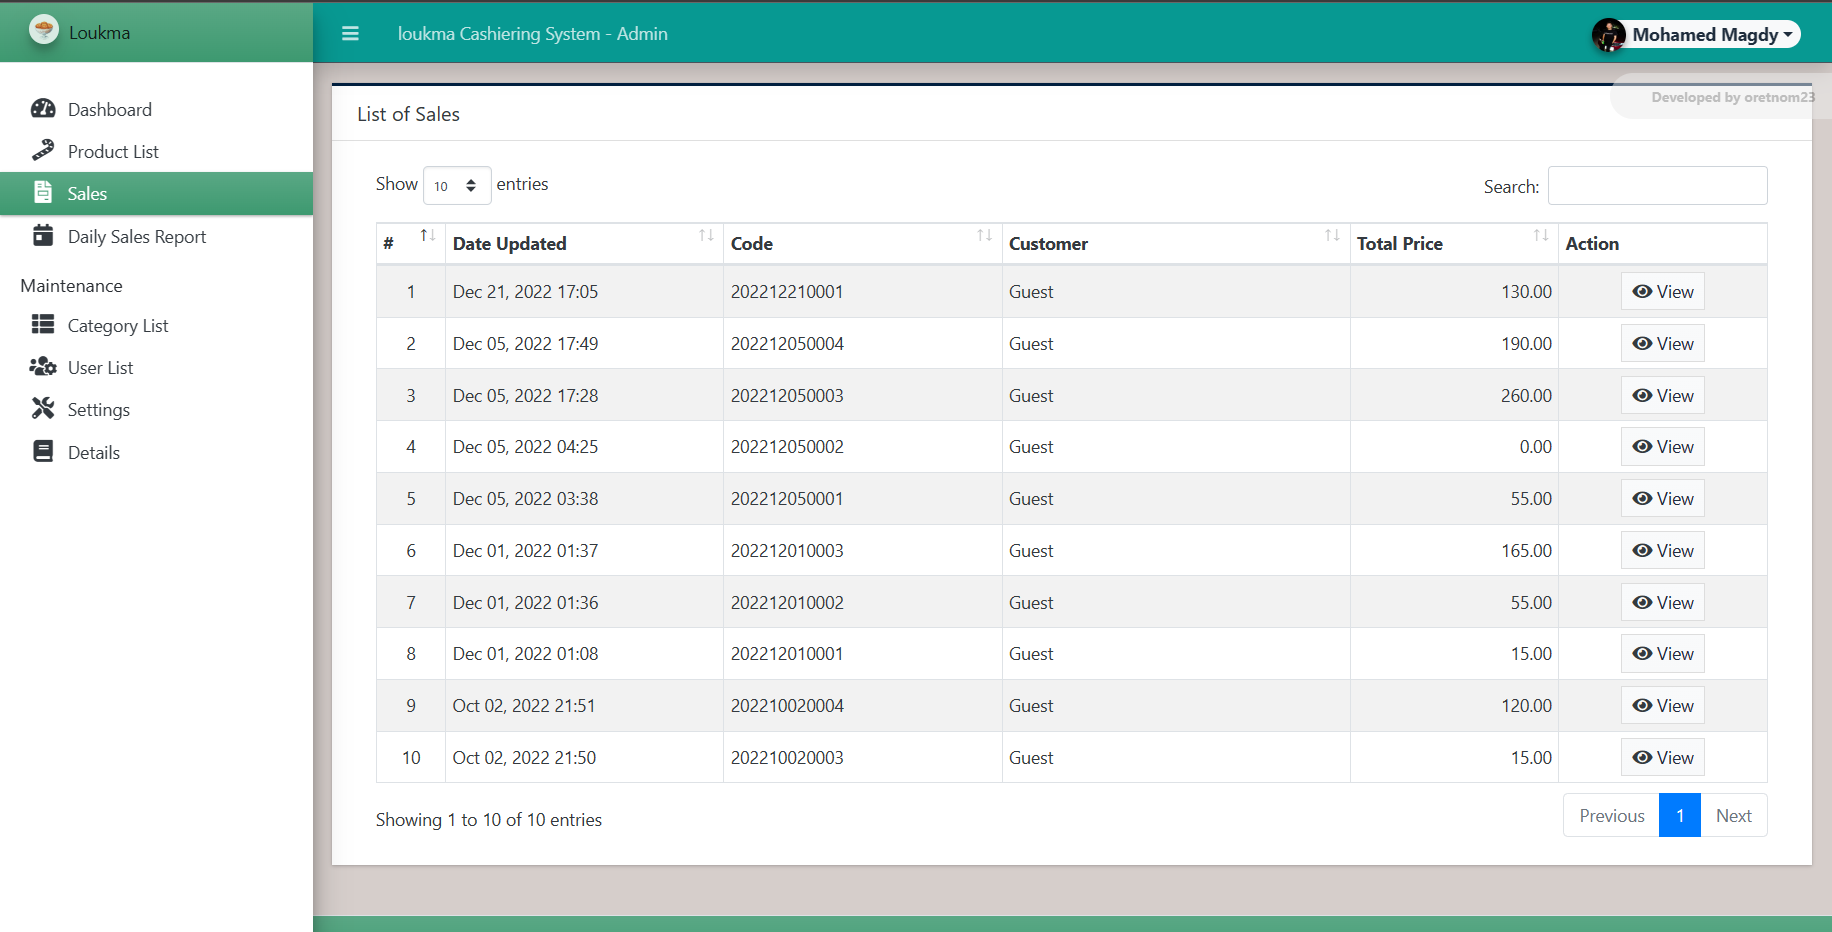 Loukma
loukma Cashiering System - Admin
Mohamed Magdy
Developed by oretnom23
Dashboard
Product List
Sales
Daily Sales Report
Maintenance
Category List
User List
Settings
Details
List of Sales
Show 10 entries
Search:
# Date Updated Code Customer Total Price Action
1 Dec 21, 2022 17:05 202212210001 Guest 130.00 View
2 Dec 05, 2022 17:49 202212050004 Guest 190.00 View
3 Dec 05, 2022 17:28 202212050003 Guest 260.00 View
4 Dec 05, 2022 04:25 202212050002 Guest 0.00 View
5 Dec 05, 2022 03:38 202212050001 Guest 55.00 View
6 Dec 01, 2022 01:37 202212010003 Guest 165.00 View
7 Dec 01, 2022 01:36 202212010002 Guest 55.00 View
8 Dec 01, 2022 01:08 202212010001 Guest 15.00 View
9 Oct 02, 2022 21:51 202210020004 Guest 120.00 View
10 Oct 02, 2022 21:50 202210020003 Guest 15.00 View
Showing 1 to 10 of 10 entries
Previous 1 Next